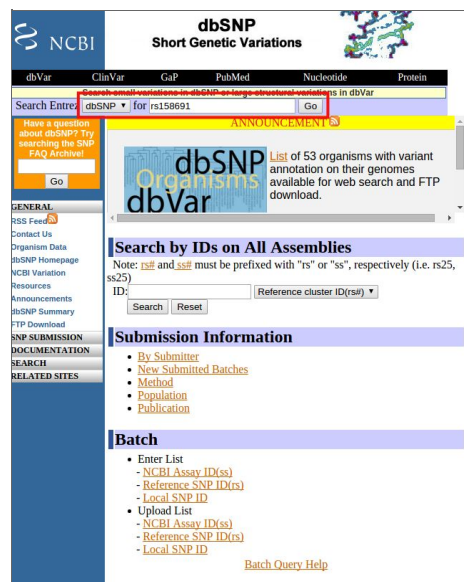 NCBI
dbSNP
Short Genetic Variations
dbVar ClinVar GaP PubMed Nucleotide Protein
Search small variations in dbSNP or large structural variations in dbVar
Search Entrez dbSNP for rs158691 Go
Have a question
about dbSNP? Try
searching the SNP
FAQ Archive!
Go
GENERAL
RSS Feed
Contact Us
Organism Data
dbSNP Homepage
NCBI Variation
Resources
Announcements
dbSNP Summary
FTP Download
SNP SUBMISSION
DOCUMENTATION
SEARCH
RELATED SITES
ANNOUNCEMENT
dbSNP
Organisms
dbVar
List of 53 organisms with variant
annotation on their genomes
available for web search and FTP
download.
Search by IDs on All Assemblies
Note: rs# and ss# must be prefixed with "rs" or "ss", respectively (i.e. rs25,
ss25)
ID: Reference cluster ID(rs#)
Search Reset
Submission Information
By Submitter
New Submitted Batches
Method
Population
Publication
Batch
Enter List
- NCBI Assay ID(ss)
- Reference SNP ID(rs)
- Local SNP ID
Upload List
- NCBI Assay ID(ss)
- Reference SNP ID(rs)
- Local SNP ID
Batch Query Help